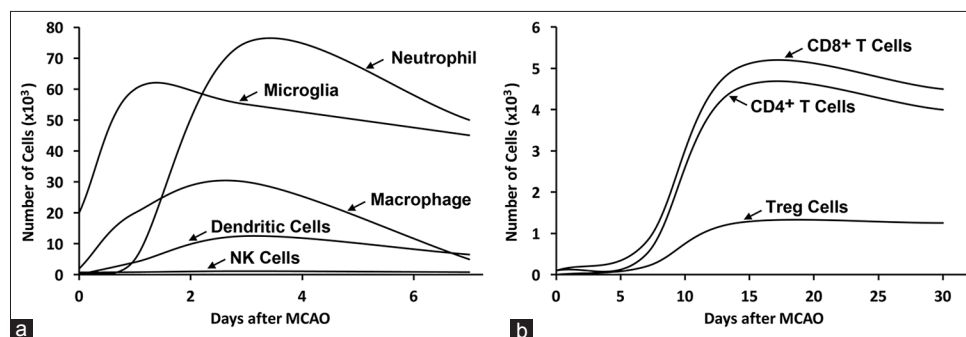 80
70
60
50
40
30
20
10
0
Number of Cells (x10³)
Neutrophil
Microglia
Macrophage
Dendritic Cells
NK Cells
0 2 4 6
Days after MCAO
a
6
5
4
3
2
1
0
Number of Cells (x10³)
CD8⁺ T Cells
CD4⁺ T Cells
Treg Cells
0 5 10 15 20 25 30
Days after MCAO
b